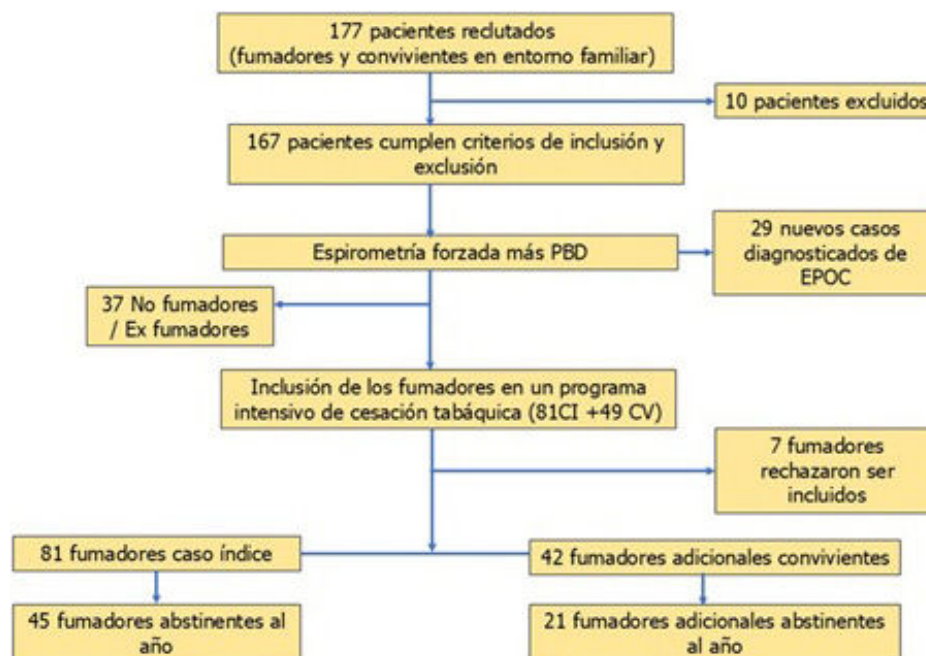 177 pacientes reclutados
(fumadores y convivientes en entorno familiar)
10 pacientes excluidos
167 pacientes cumplen criterios de inclusión y
exclusión
Espirometría forzada más PBD
29 nuevos casos
diagnosticados de
EPOC
37 No fumadores
/ Ex fumadores
Inclusión de los fumadores en un programa
intensivo de cesación tabáquica (81CI +49 CV)
7 fumadores
rechazaron ser
incluidos
81 fumadores caso índice
42 fumadores adicionales convivientes
45 fumadores abstinentes al
año
21 fumadores adicionales abstinentes
al año